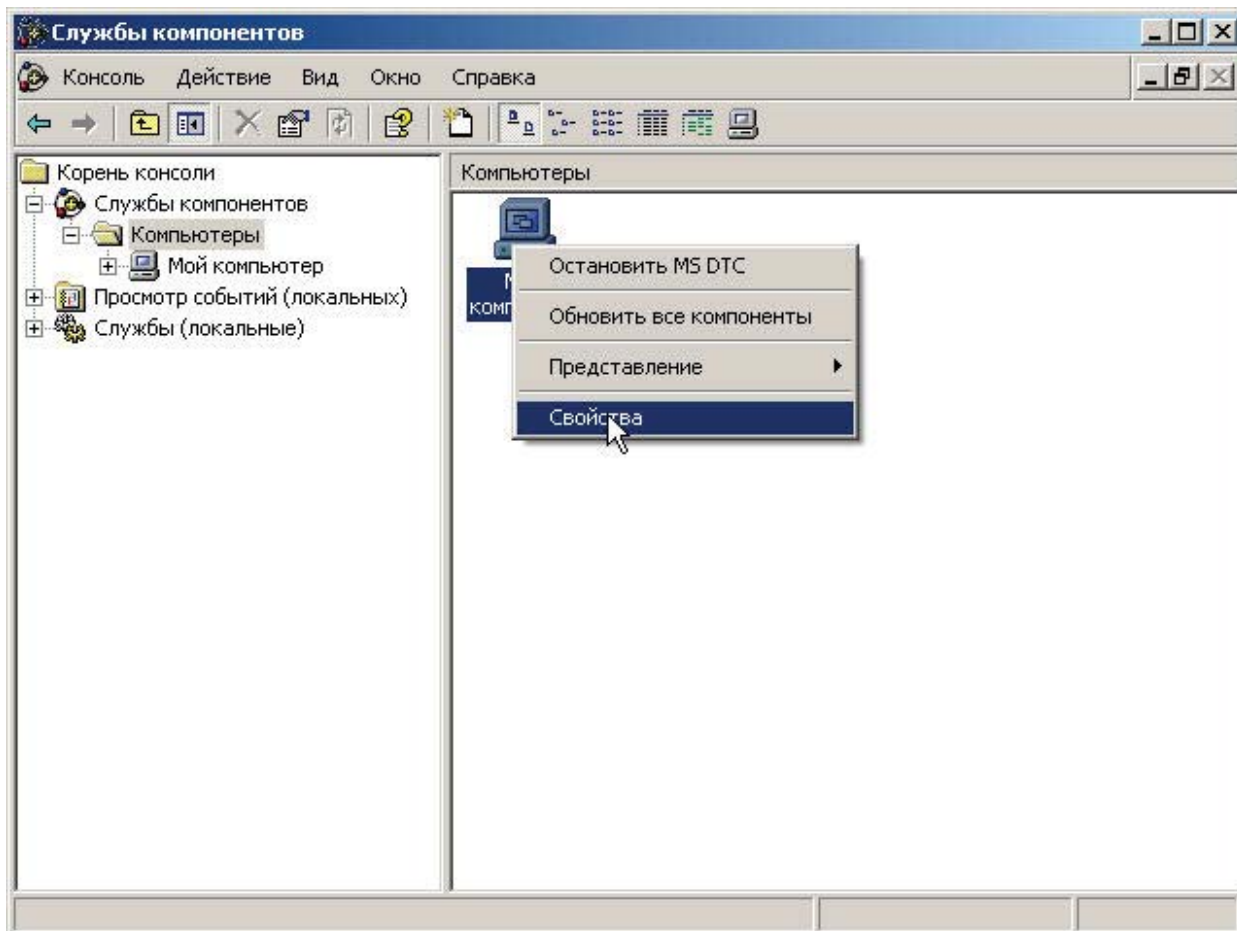 Службы компонентов
Консоль Действие Вид Окно Справка
Корень консоли
Службы компонентов
Компьютеры
Мой компьютер
Просмотр событий (локальных)
Службы (локальные)
Компьютеры
Остановить MS DTC
Обновить все компоненты
Представление
Свойства